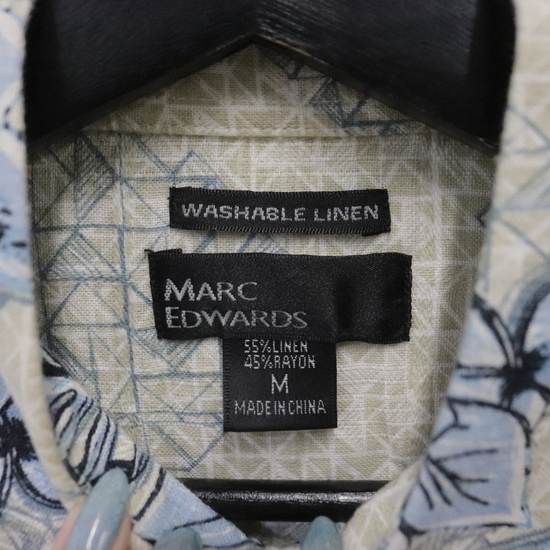 WASHABLE LINEN
MARC
EDWARDS
55%LINEN
45%RAYON
M
MADE IN CHINA